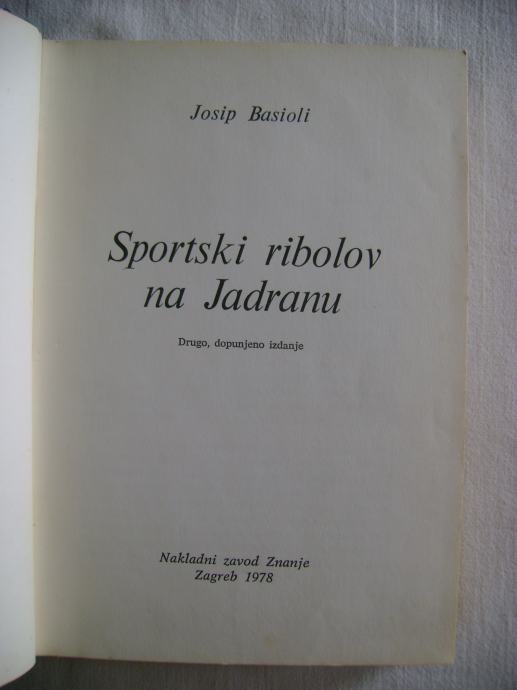 Josip Basioli
Sportski ribolov
na Jadranu
Drugo, dopunjeno izdanje
Nakladni zavod Znanje
Zagreb 1978